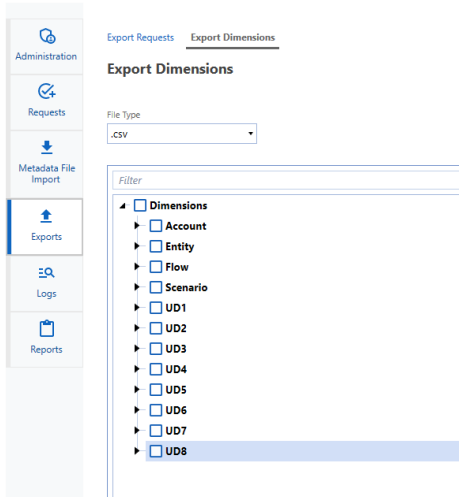 Administration
Requests
Metadata File
Import
Exports
Logs
Reports
Export Requests Export Dimensions
Export Dimensions
File Type
.csv
Filter
Dimensions
Account
Entity
Flow
Scenario
UD1
UD2
UD3
UD4
UD5
UD6
UD7
UD8